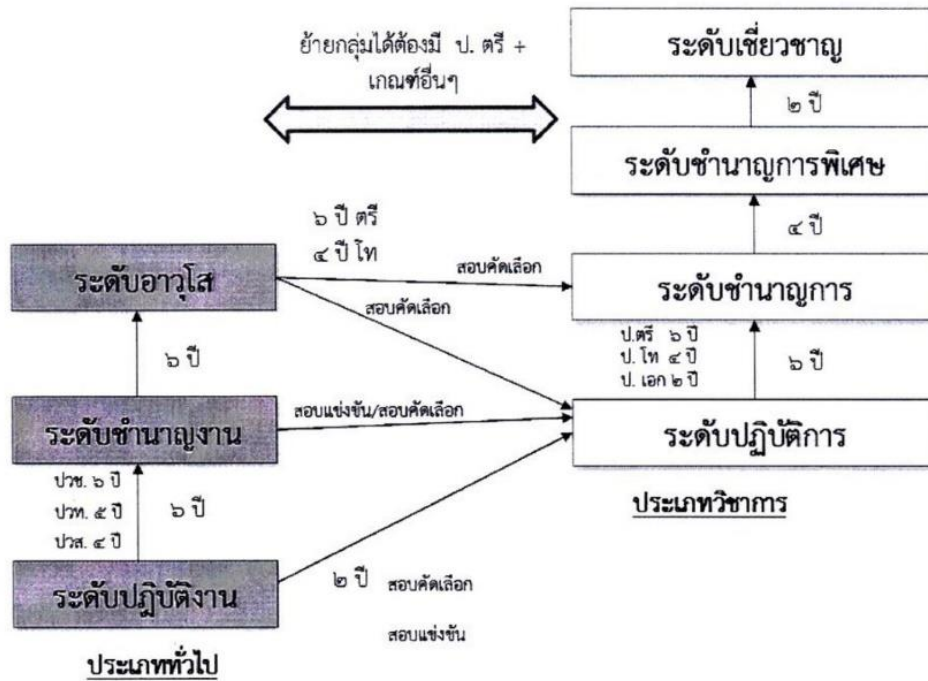 ย้ายกลุ่มได้ต้องมี ป. ตรี +
เกณฑ์อื่นๆ
ระดับเชี่ยวชาญ
๒ ปี
ระดับชำนาญการพิเศษ
๔ ปี
๖ ปี ตรี
๔ ปี โท
ระดับอาวุโส
สอบคัดเลือก
ระดับชำนาญการ
สอบคัดเลือก
ป.ตรี ๖ ปี
ป. โท ๔ ปี
ป. เอก ๒ ปี
๖ ปี
๖ ปี
ระดับชำนาญงาน
สอบแข่งขัน/สอบคัดเลือก
ระดับปฏิบัติการ
ประเภทวิชาการ
ปวช. ๖ ปี
ปวท. ๕ ปี
ปวส. ๔ ปี
๖ ปี
ระดับปฏิบัติงาน
๒ ปี สอบคัดเลือก
สอบแข่งขัน
ประเภททั่วไป